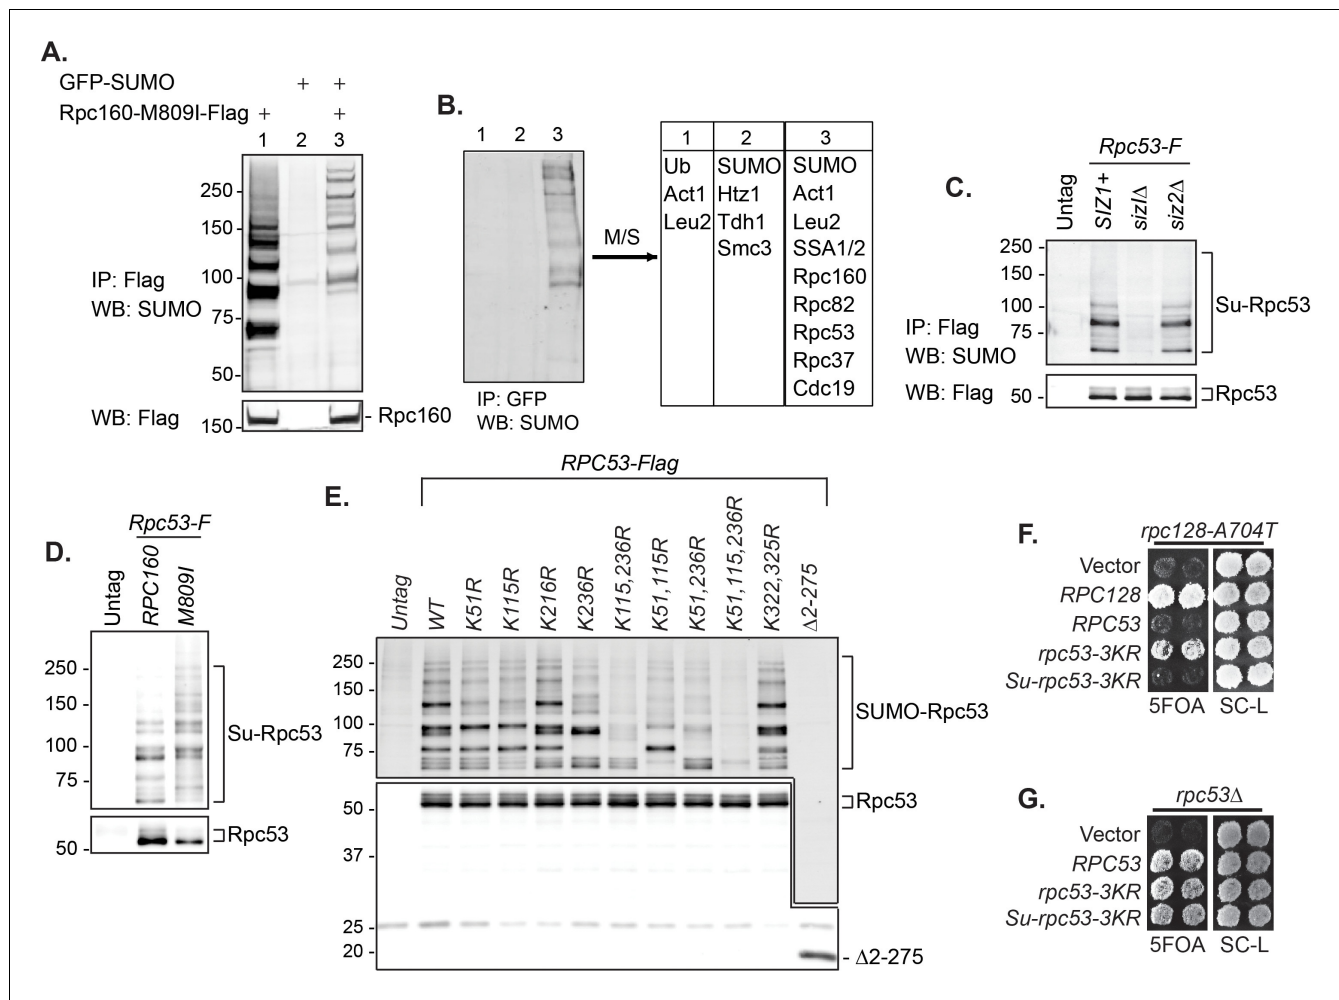 A.
GFP-SUMO + +
Rpc160-M809I-Flag + +
1 2 3
250
150
100
75
50
IP: Flag
WB: SUMO
WB: Flag
150
Rpc160
B.
1 2 3
IP: GFP
WB: SUMO
M/S
1 2 3
Ub SUMO SUMO
Act1 Htz1 Act1
Leu2 Tdh1 Leu2
Smc3 SSA1/2
Rpc160
Rpc82
Rpc53
Rpc37
Cdc19
C.
Rpc53-F
Untag SIZ1+ siz1Δ siz2Δ
250
150
100
75
IP: Flag
WB: SUMO
Su-Rpc53
WB: Flag
50
Rpc53
D.
Rpc53-F
Untag RPC160 M809I
250
150
100
75
Su-Rpc53
50
Rpc53
E.
RPC53-Flag
Untag WT K51R K115R K216R K236R K115,236R K51,115R K51,236R K51,115,236R K322,325R Δ2-275
250
150
100
75
SUMO-Rpc53
50
Rpc53
37
25
20
Δ2-275
F.
rpc128-A704T
Vector
RPC128
RPC53
rpc53-3KR
Su-rpc53-3KR
5FOA SC-L
G.
rpc53Δ
Vector
RPC53
rpc53-3KR
Su-rpc53-3KR
5FOA SC-L